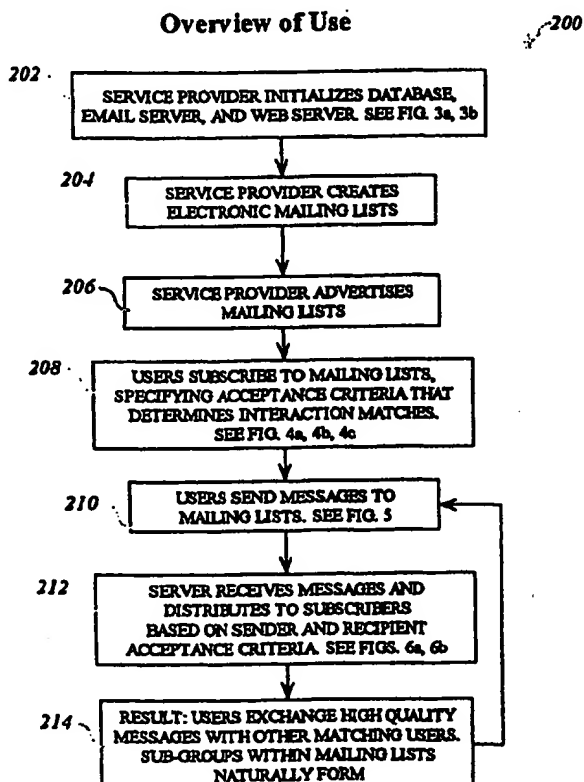 Overview of Use
200
202
SERVICE PROVIDER INITIALIZES DATABASE,
EMAIL SERVER, AND WEB SERVER. SEE FIG. 3a, 3b
204
SERVICE PROVIDER CREATES
ELECTRONIC MAILING LISTS
206
SERVICE PROVIDER ADVERTISES
MAILING LISTS
208
USERS SUBSCRIBE TO MAILING LISTS,
SPECIFYING ACCEPTANCE CRITERIA THAT
DETERMINES INTERACTION MATCHES.
SEE FIG. 4a, 4b, 4c
210
USERS SEND MESSAGES TO
MAILING LISTS. SEE FIG. 5
212
SERVER RECEIVES MESSAGES AND
DISTRIBUTES TO SUBSCRIBERS
BASED ON SENDER AND RECIPIENT
ACCEPTANCE CRITERIA. SEE FIGS. 6a, 6b
214
RESULT: USERS EXCHANGE HIGH QUALITY
MESSAGES WITH OTHER MATCHING USERS.
SUB-GROUPS WITHIN MAILING LISTS
NATURALLY FORM